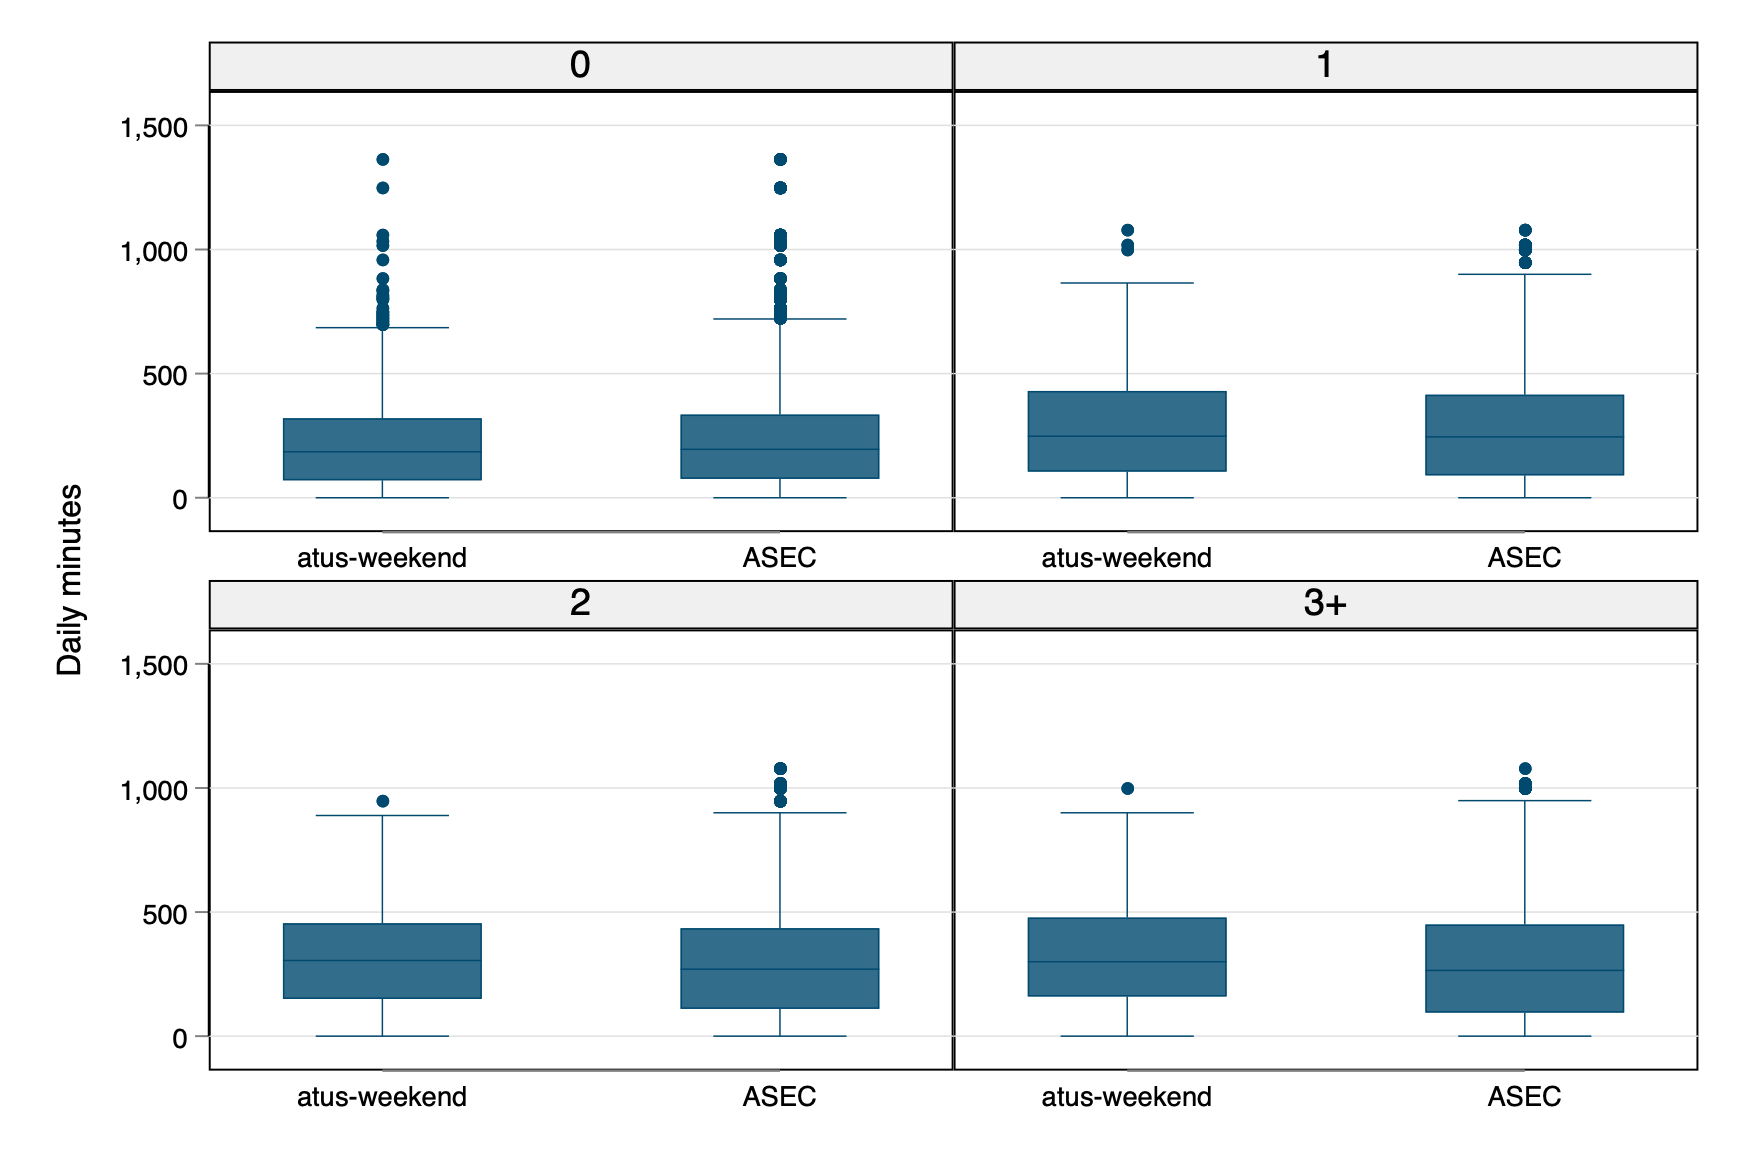 0
1
1,500
1,000
500
0
atus-weekend
ASEC
atus-weekend
ASEC
Daily minutes
2
3+
1,500
1,000
500
0
atus-weekend
ASEC
atus-weekend
ASEC